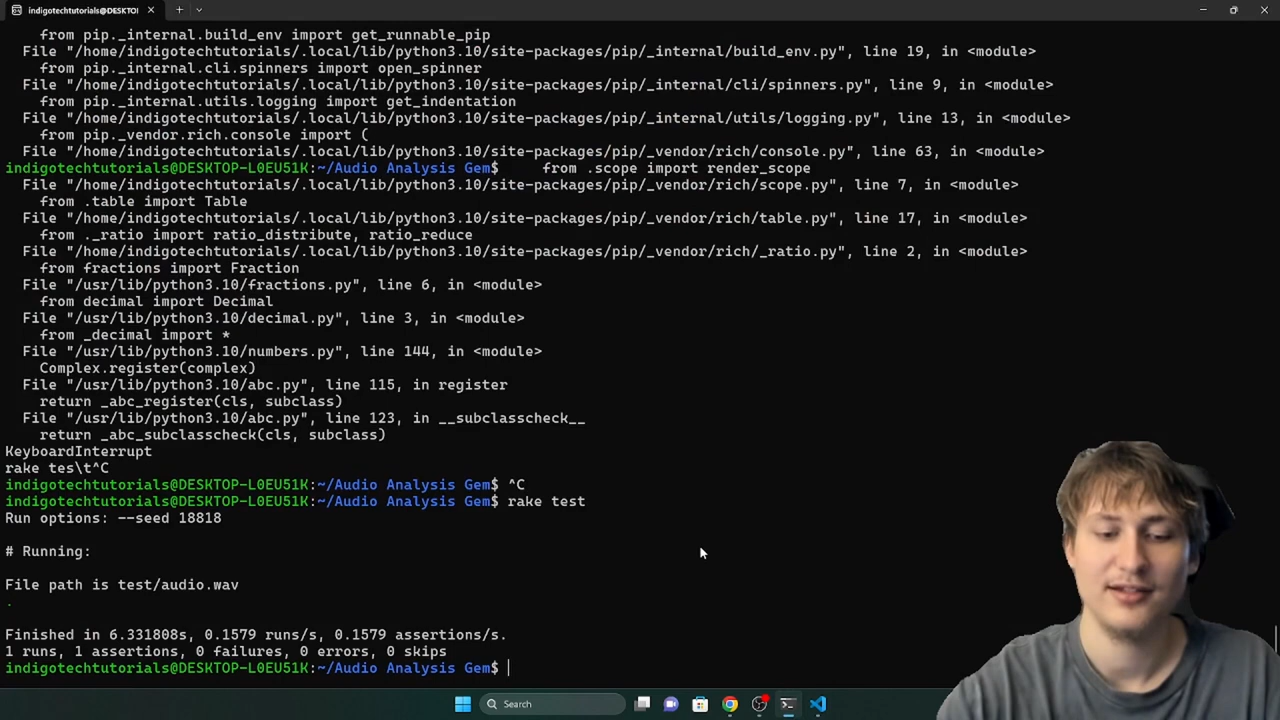 indigotechtutorials@DESKTO
from pip._internal.build_env import get_runnable_pip
File "/home/indigotechtutorials/.local/lib/python3.10/site-packages/pip/_internal/build_env.py", line 19, in <module>
from pip._internal.cli.spinners import open_spinner
File "/home/indigotechtutorials/.local/lib/python3.10/site-packages/pip/_internal/cli/spinners.py", line 9, in <module>
from pip._internal.utils.logging import get_indentation
File "/home/indigotechtutorials/.local/lib/python3.10/site-packages/pip/_internal/utils/logging.py", line 13, in <module>
from pip._vendor.rich.console import (
File "/home/indigotechtutorials/.local/lib/python3.10/site-packages/pip/_vendor/rich/console.py", line 63, in <module>
indigotechtutorials@DESKTOP-L0EU51K:~/Audio Analysis Gem$     from .scope import render_scope
File "/home/indigotechtutorials/.local/lib/python3.10/site-packages/pip/_vendor/rich/scope.py", line 7, in <module>
from .table import Table
File "/home/indigotechtutorials/.local/lib/python3.10/site-packages/pip/_vendor/rich/table.py", line 17, in <module>
from ._ratio import ratio_distribute, ratio_reduce
File "/home/indigotechtutorials/.local/lib/python3.10/site-packages/pip/_vendor/rich/_ratio.py", line 2, in <module>
from fractions import Fraction
File "/usr/lib/python3.10/fractions.py", line 6, in <module>
from decimal import Decimal
File "/usr/lib/python3.10/decimal.py", line 3, in <module>
from _decimal import *
File "/usr/lib/python3.10/numbers.py", line 144, in <module>
Complex.register(complex)
File "/usr/lib/python3.10/abc.py", line 115, in register
return _abc_register(cls, subclass)
File "/usr/lib/python3.10/abc.py", line 123, in __subclasscheck__
return _abc_subclasscheck(cls, subclass)
KeyboardInterrupt
rake tes\t^C
indigotechtutorials@DESKTOP-L0EU51K:~/Audio Analysis Gem$ ^C
indigotechtutorials@DESKTOP-L0EU51K:~/Audio Analysis Gem$ rake test
Run options: --seed 18818
# Running:
File path is test/audio.wav
.
Finished in 6.331808s, 0.1579 runs/s, 0.1579 assertions/s.
1 runs, 1 assertions, 0 failures, 0 errors, 0 skips
indigotechtutorials@DESKTOP-L0EU51K:~/Audio Analysis Gem$
Search